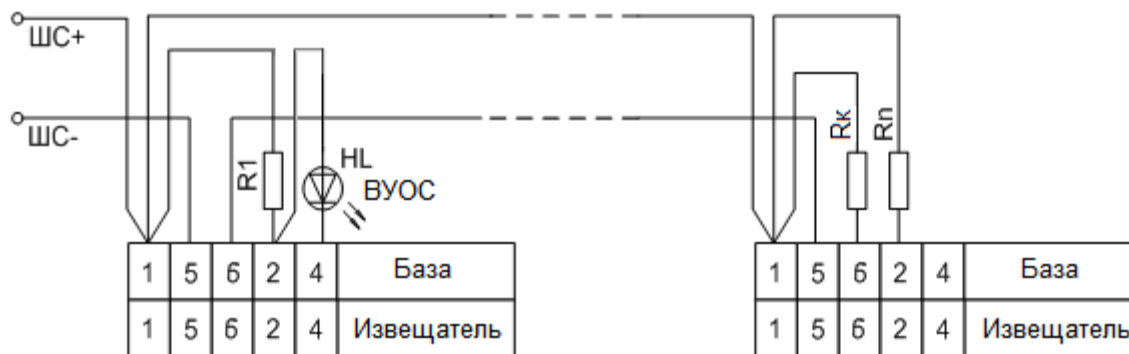 ШС+
ШС-
R1
HL
ВУОС
Rк
Rn
1 5 6 2 4 База
1 5 6 2 4 Извещатель
1 5 6 2 4 База
1 5 6 2 4 Извещатель